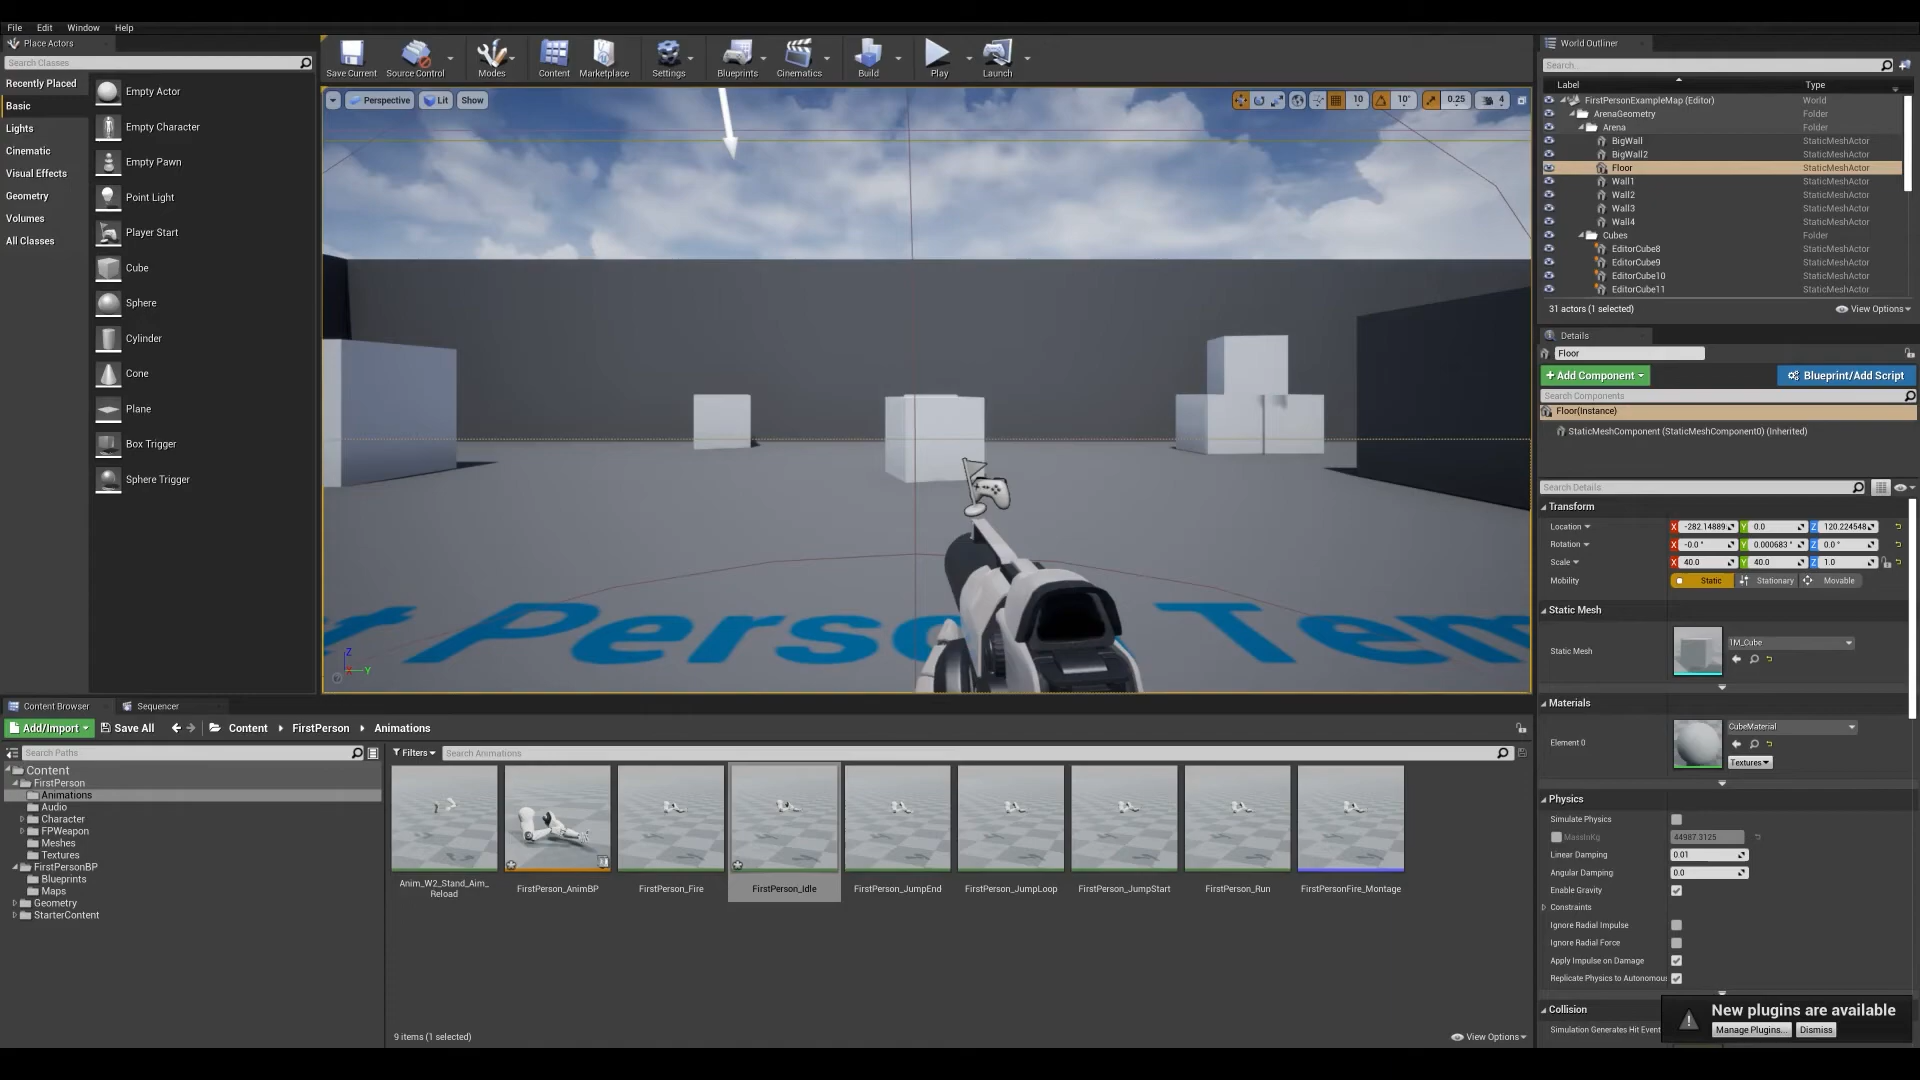 File Edit Window Help
Place Actors
Search Classes
Recently Placed
Basic
Lights
Cinematic
Visual Effects
Geometry
Volumes
All Classes
Empty Actor
Empty Character
Empty Pawn
Point Light
Player Start
Cube
Sphere
Cylinder
Cone
Plane
Box Trigger
Sphere Trigger
Save Current Source Control Modes Content Marketplace Settings Blueprints Cinematics Build Play Launch
Perspective Lit Show
10 10° 0.25 4
t Perso Tem
Z
X Y
World Outliner
Search...
Label Type
FirstPersonExampleMap (Editor) World
ArenaGeometry Folder
Arena Folder
BigWall StaticMeshActor
BigWall2 StaticMeshActor
Floor StaticMeshActor
Wall1 StaticMeshActor
Wall2 StaticMeshActor
Wall3 StaticMeshActor
Wall4 StaticMeshActor
Cubes Folder
EditorCube8 StaticMeshActor
EditorCube9 StaticMeshActor
EditorCube10 StaticMeshActor
EditorCube11 StaticMeshActor
31 actors (1 selected) View Options
Details
Floor
+ Add Component Blueprint/Add Script
Search Components
Floor(Instance)
StaticMeshComponent (StaticMeshComponent0) (Inherited)
Search Details
Transform
Location X -282.14889 Y 0.0 Z 120.224548
Rotation X -0.0 ° Y 0.000683 ° Z 0.0 °
Scale X 40.0 Y 40.0 Z 1.0
Mobility Static Stationary Movable
Static Mesh
Static Mesh 1M_Cube
Materials
Element 0 CubeMaterial
Textures
Physics
Simulate Physics
MassInKg 44987.3125
Linear Damping 0.01
Angular Damping 0.0
Enable Gravity
Constraints
Ignore Radial Impulse
Ignore Radial Force
Apply Impulse on Damage
Replicate Physics to Autonomou
Collision
Simulation Generates Hit Event
New plugins are available
Manage Plugins... Dismiss
Content Browser Sequencer
Add/Import Save All Content FirstPerson Animations
Search Paths
Filters Search Animations
Content
FirstPerson
Animations
Audio
Character
FPWeapon
Meshes
Textures
FirstPersonBP
Blueprints
Maps
Geometry
StarterContent
Anim_W2_Stand_Aim_
Reload
FirstPerson_AnimBP
FirstPerson_Fire
FirstPerson_Idle
FirstPerson_JumpEnd
FirstPerson_JumpLoop
FirstPerson_JumpStart
FirstPerson_Run
FirstPersonFire_Montage
9 items (1 selected) View Options